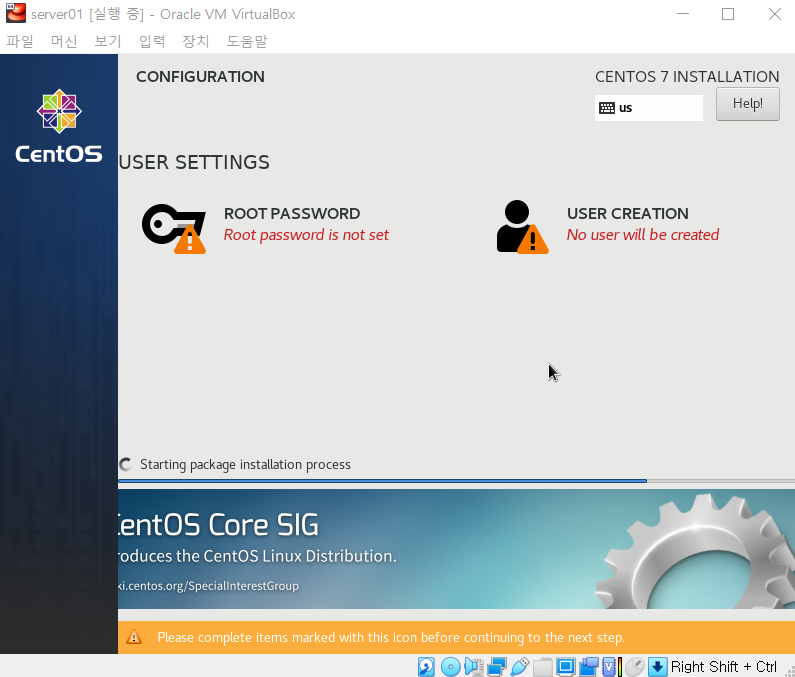 server01 [실행 중] - Oracle VM VirtualBox
파일 머신 보기 입력 장치 도움말
CentOS
CONFIGURATION
CENTOS 7 INSTALLATION
us
Help!
USER SETTINGS
ROOT PASSWORD
Root password is not set
USER CREATION
No user will be created
Starting package installation process
CentOS Core SIG
roduces the CentOS Linux Distribution.
ki.centos.org/SpecialInterestGroup
Please complete items marked with this icon before continuing to the next step.
Right Shift + Ctrl